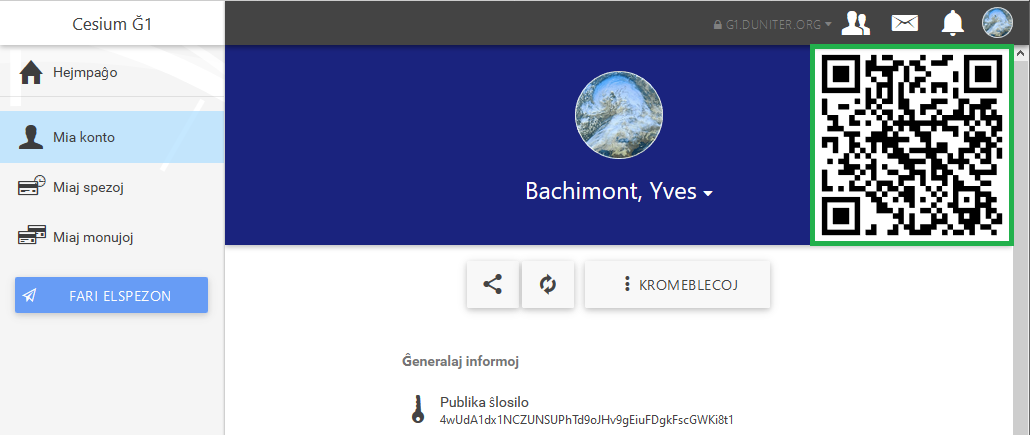 Cesium Ğ1
G1.DUNITER.ORG
Hejmpaĝo
Mia konto
Miaj spezoj
Miaj monujoj
FARI ELSPEZON
Bachimont, Yves
KROMEBLECOJ
Ĝeneralaj informoj
Publika ŝlosilo
4wUdA1dx1NCZUNSUPhTd9oJHv9gEiuFDgkFscGWKi8t1